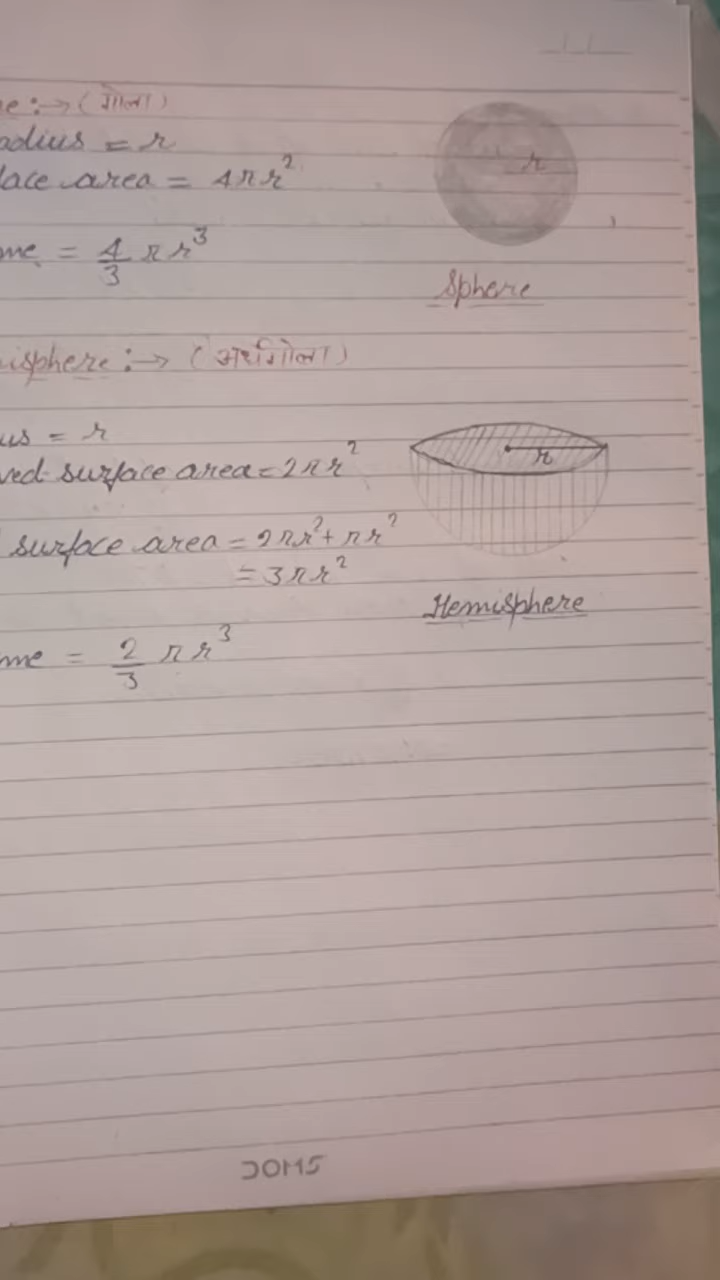 e :→ (गोला)
adius = r
face area = 4πr²
r
me = 4/3 πr³
Sphere
isphere :→ (अर्धगोला)
us = r
ved surface area = 2πr²
r
surface area = 2πr² + πr²
= 3πr²
Hemisphere
me = 2/3 πr³
DOMS